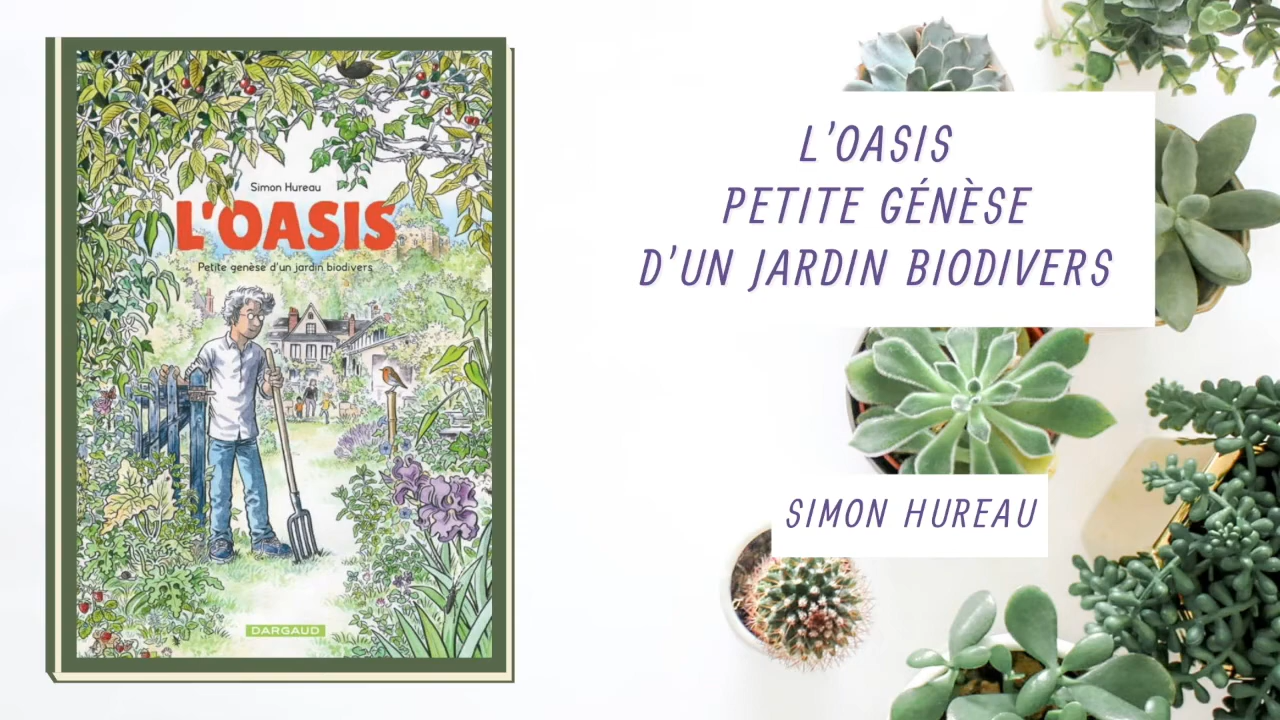 Simon Hureau
L'OASIS
Petite genèse d'un jardin biodivers
DARGAUD
L'OASIS
PETITE GÉNÈSE
D'UN JARDIN BIODIVERS
SIMON HUREAU